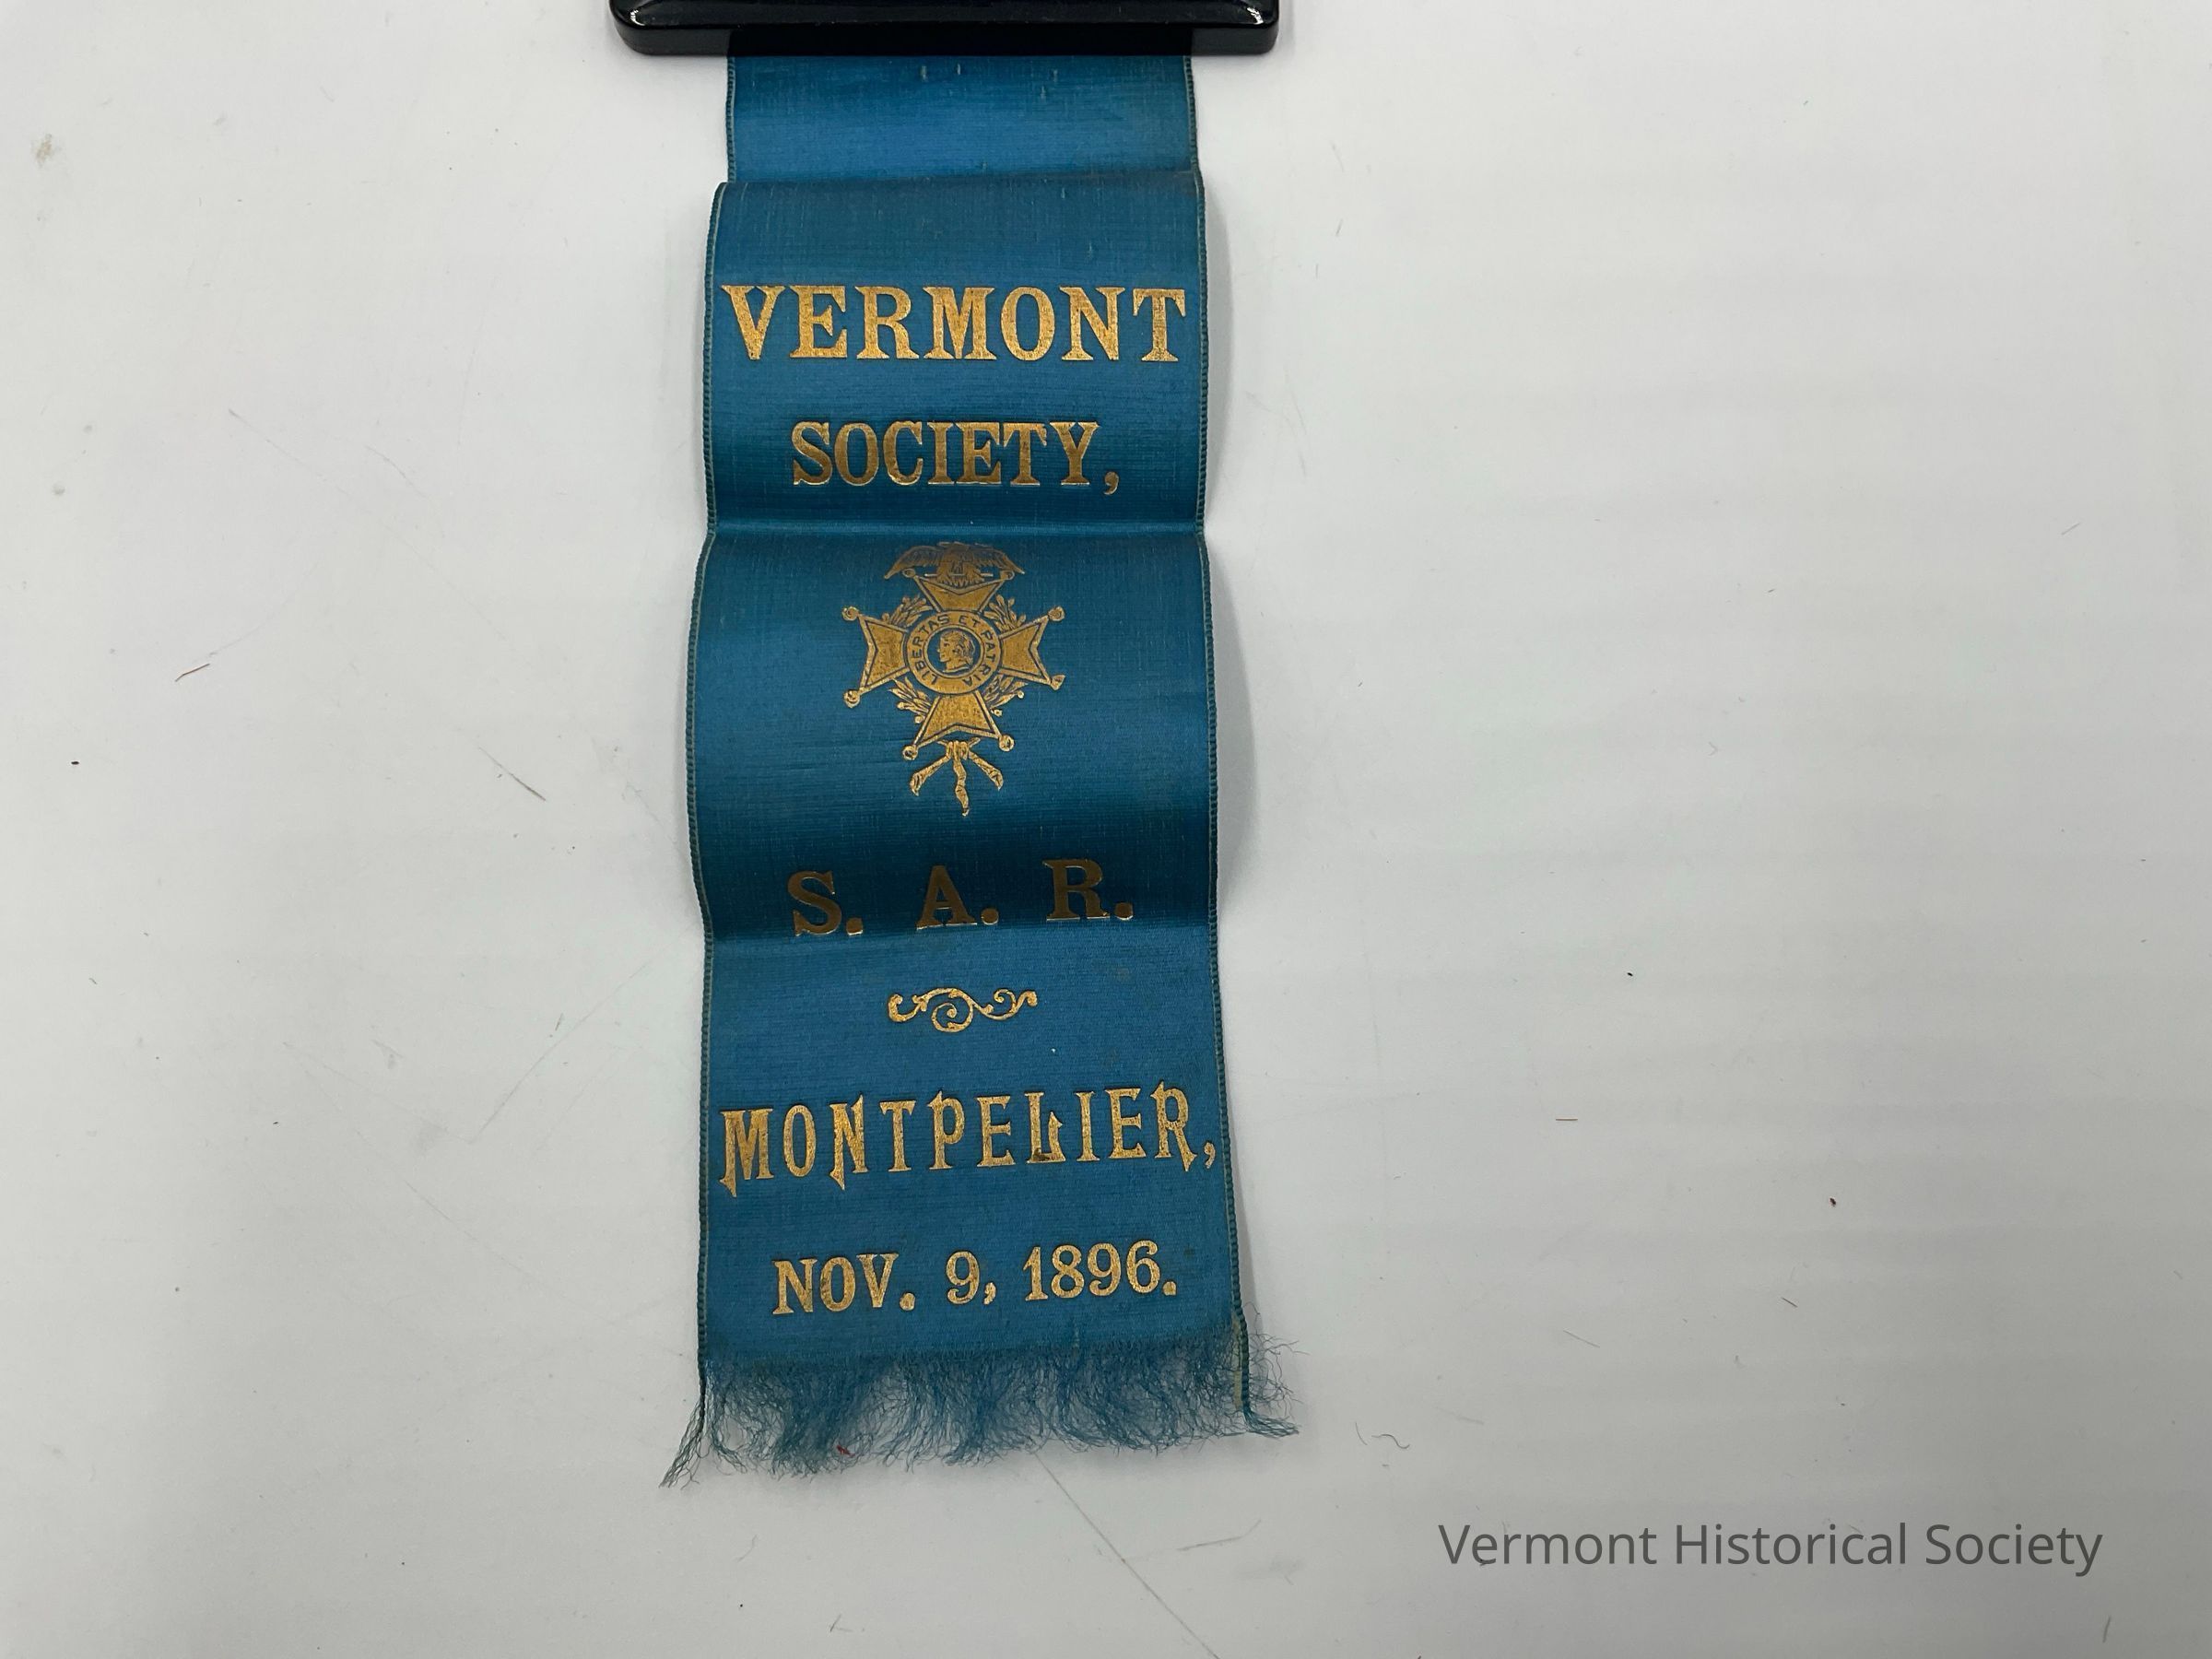 VERMONT
SOCIETY,
LIBERTAS ET PATRIA
S. A. R.
MONTPELIER,
NOV. 9, 1896.
Vermont Historical Society